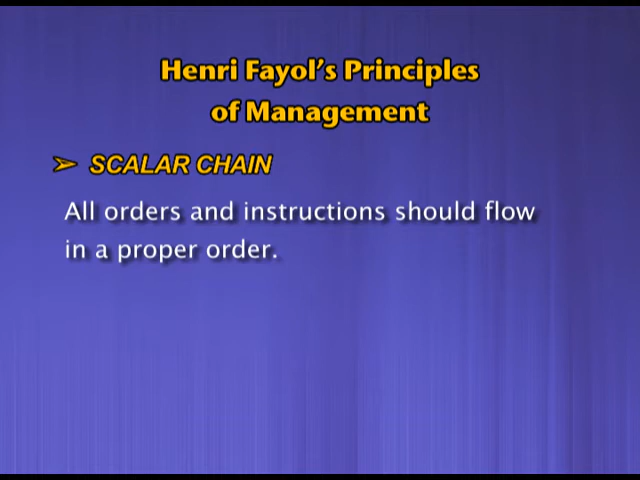 Henri Fayol's Principles
of Management
➢ SCALAR CHAIN
All orders and instructions should flow
in a proper order.